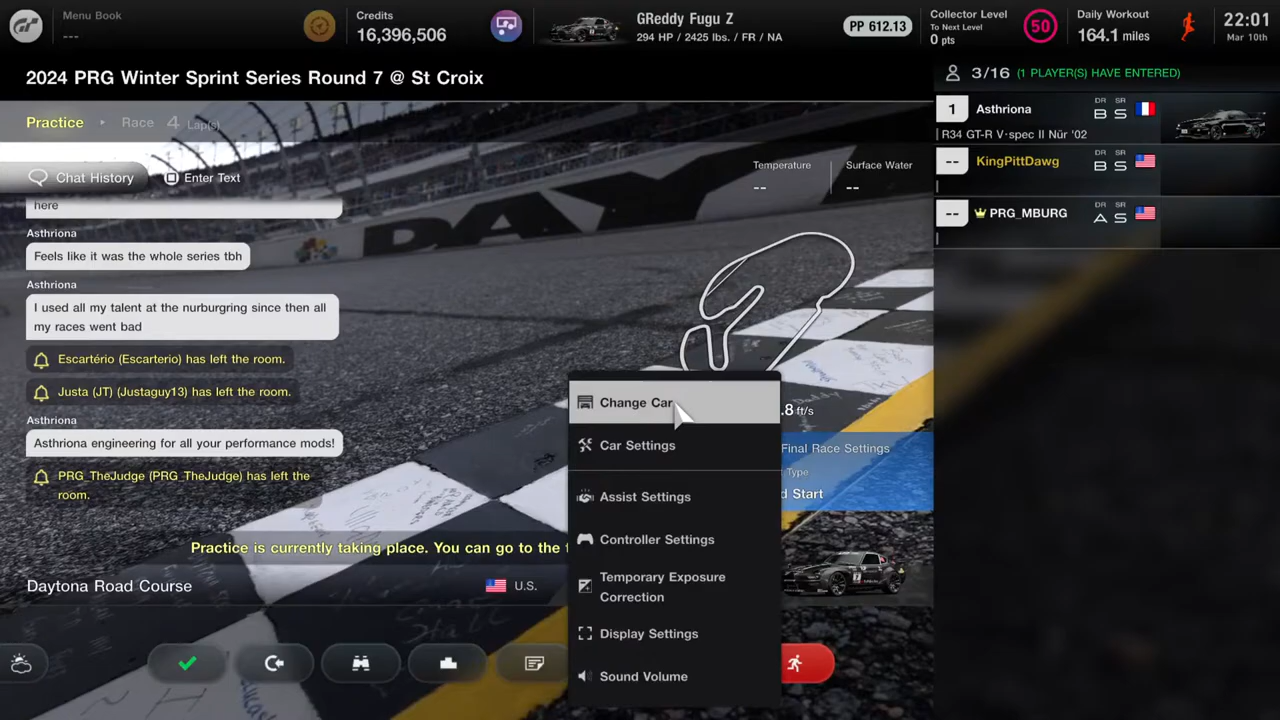 Menu Book
---
Credits
16,396,506
GReddy Fugu Z
294 HP / 2425 lbs. / FR / NA
PP 612.13
Collector Level
To Next Level
0 pts
50
Daily Workout
164.1 miles
22:01
Mar 10th
2024 PRG Winter Sprint Series Round 7 @ St Croix
3/16 (1 PLAYER(S) HAVE ENTERED)
Practice
Race 4 Lap(s)
1 Asthriona DR B SR S
R34 GT-R V-spec II Nür '02
-- KingPittDawg DR B SR S
-- PRG_MBURG DR A SR S
Chat History
Enter Text
Temperature
--
Surface Water
--
here
Asthriona
Feels like it was the whole series tbh
Asthriona
I used all my talent at the nurburgring since then all
my races went bad
Escartério (Escarterio) has left the room.
Justa (JT) (Justaguy13) has left the room.
Asthriona
Asthriona engineering for all your performance mods!
PRG_TheJudge (PRG_TheJudge) has left the
room.
DAY
Practice is currently taking place. You can go to the t
Daytona Road Course
U.S.
Change Car
Car Settings
Assist Settings
Controller Settings
Temporary Exposure
Correction
Display Settings
Sound Volume
.8 ft/s
Final Race Settings
Type
d Start